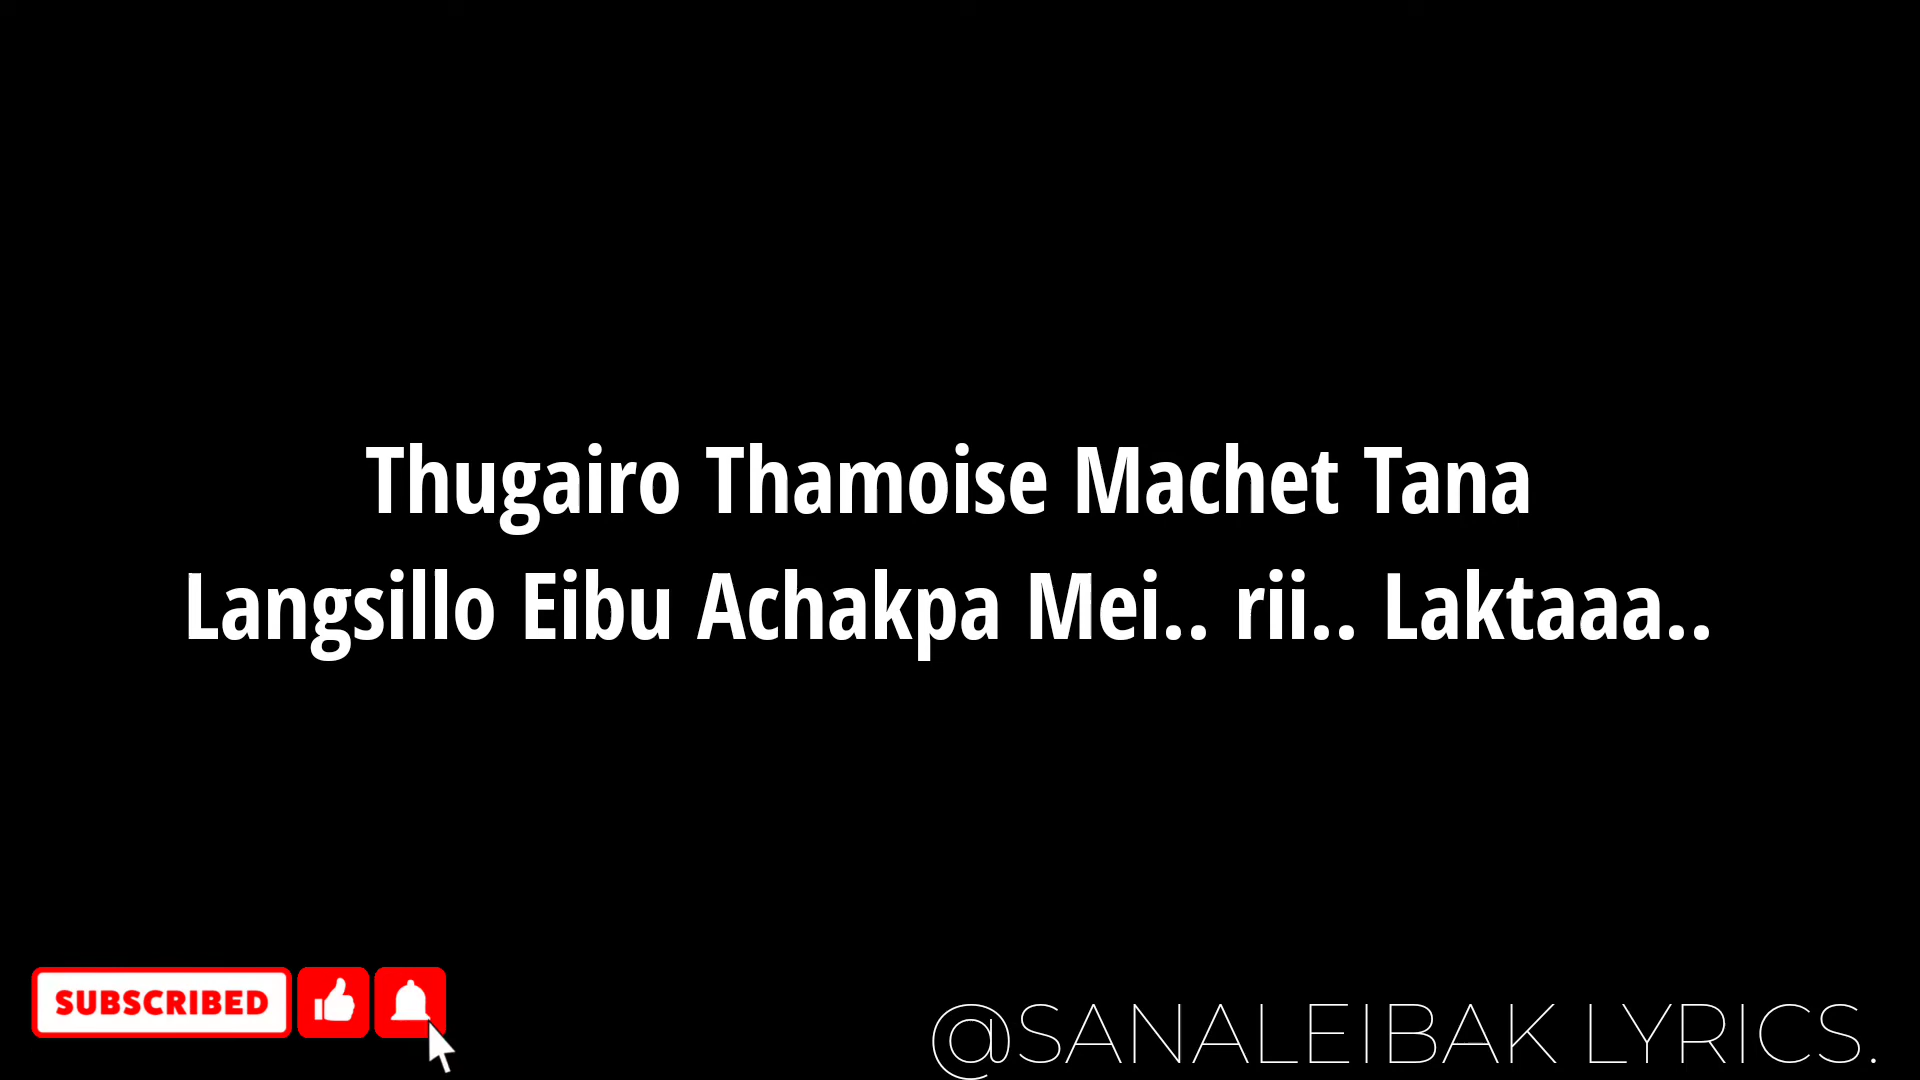 Thugairo Thamoise Machet Tana
Langsillo Eibu Achakpa Mei.. rii.. Laktaaa..
SUBSCRIBED
@SANALEIBAK LYRICS.